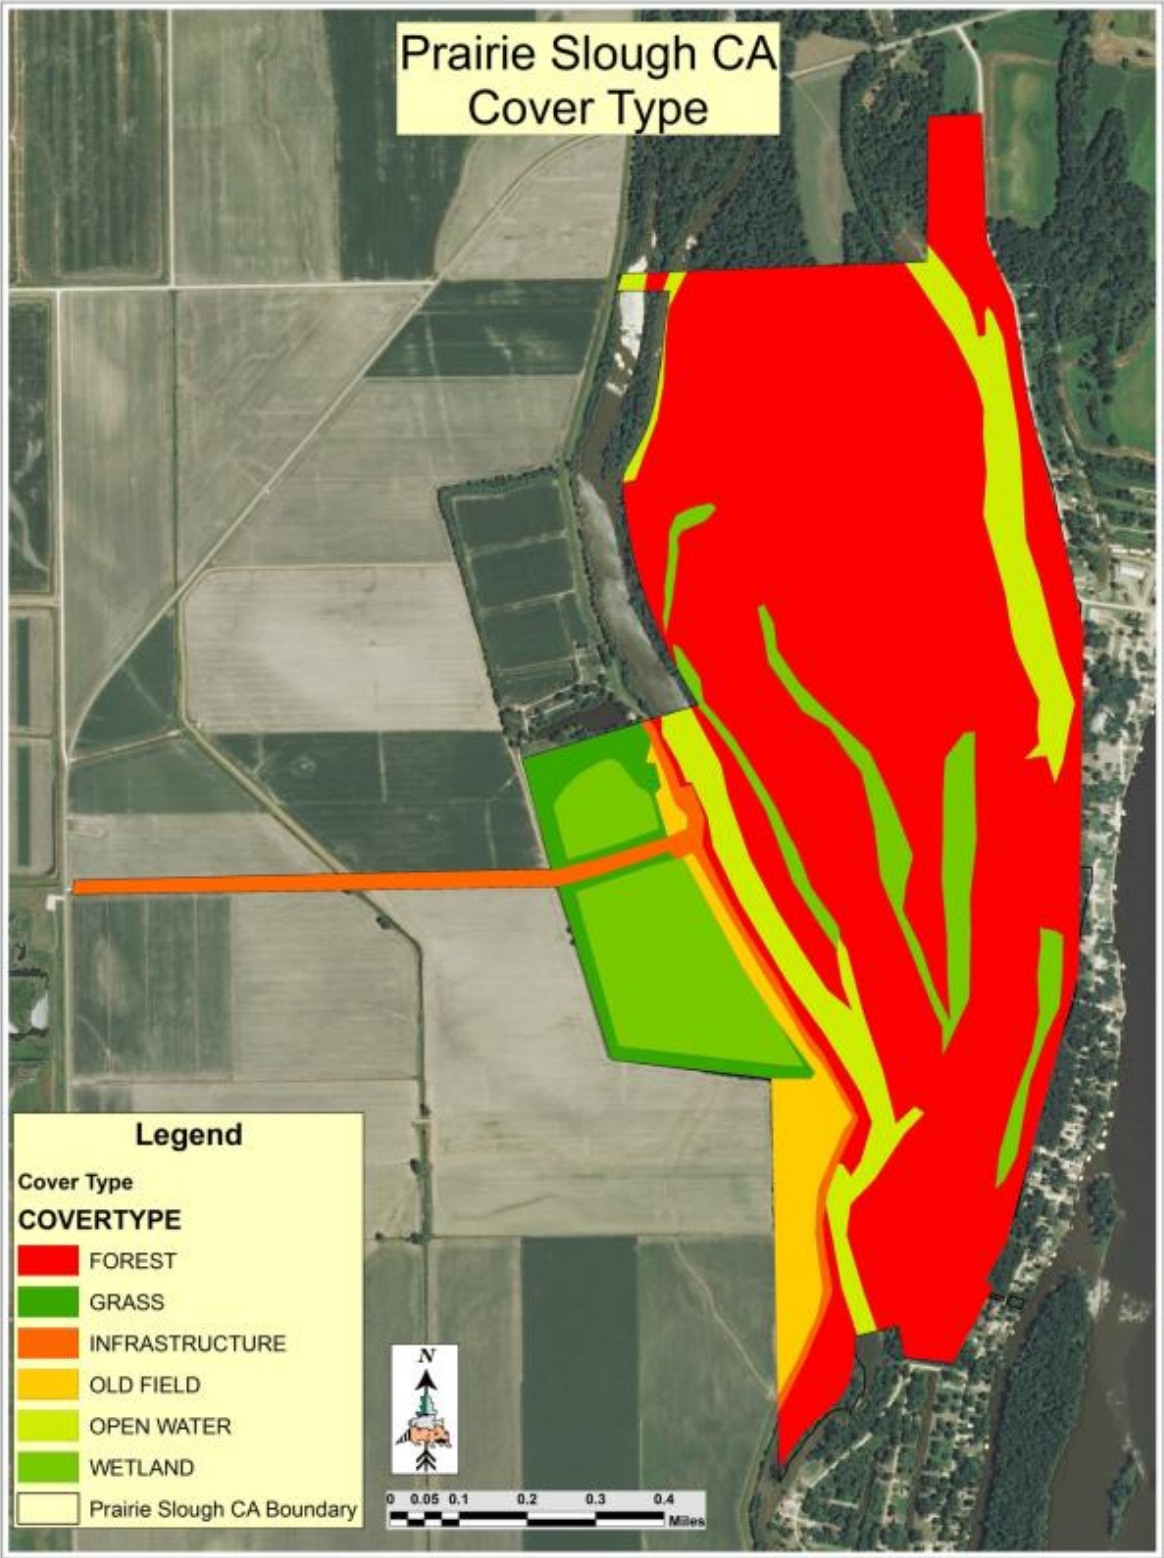 Prairie Slough CA
Cover Type
Legend
Cover Type
COVERTYPE
FOREST
GRASS
INFRASTRUCTURE
OLD FIELD
OPEN WATER
WETLAND
Prairie Slough CA Boundary
N
0 0.05 0.1 0.2 0.3 0.4
Miles